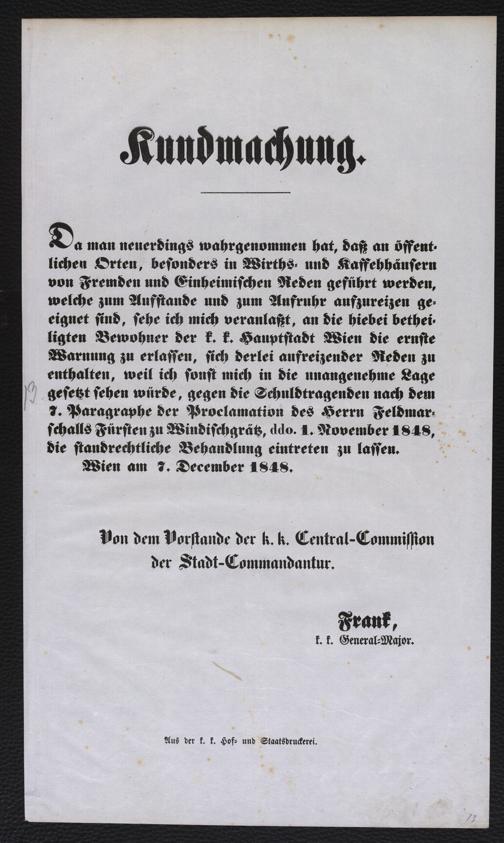 Kundmachung.
Da man neuerdings wahrgenommen hat, daß an öffent-
lichen Orten, besonders in Wirths- und Kaffehhäusern
von Fremden und Einheimischen Reden geführt werden,
welche zum Aufstande und zum Aufruhr aufzureizen ge-
eignet sind, sehe ich mich veranlaßt, an die hiebei bethei-
ligten Bewohner der k. k. Hauptstadt Wien die ernste
Warnung zu erlassen, sich derlei aufreizender Reden zu
enthalten, weil ich sonst mich in die unangenehme Lage
gesetzt sehen würde, gegen die Schuldtragenden nach dem
7. Paragraphe der Proclamation des Herrn Feldmar-
schalls Fürsten zu Windischgrätz, ddo. 1. November 1848,
die standrechtliche Behandlung eintreten zu lassen.
Wien am 7. December 1848.
Von dem Vorstande der k. k. Central-Commission
der Stadt-Commandantur.
Frank,
k. k. General-Major.
Aus der k. k. Hof- und Staatsdruckerei.
13